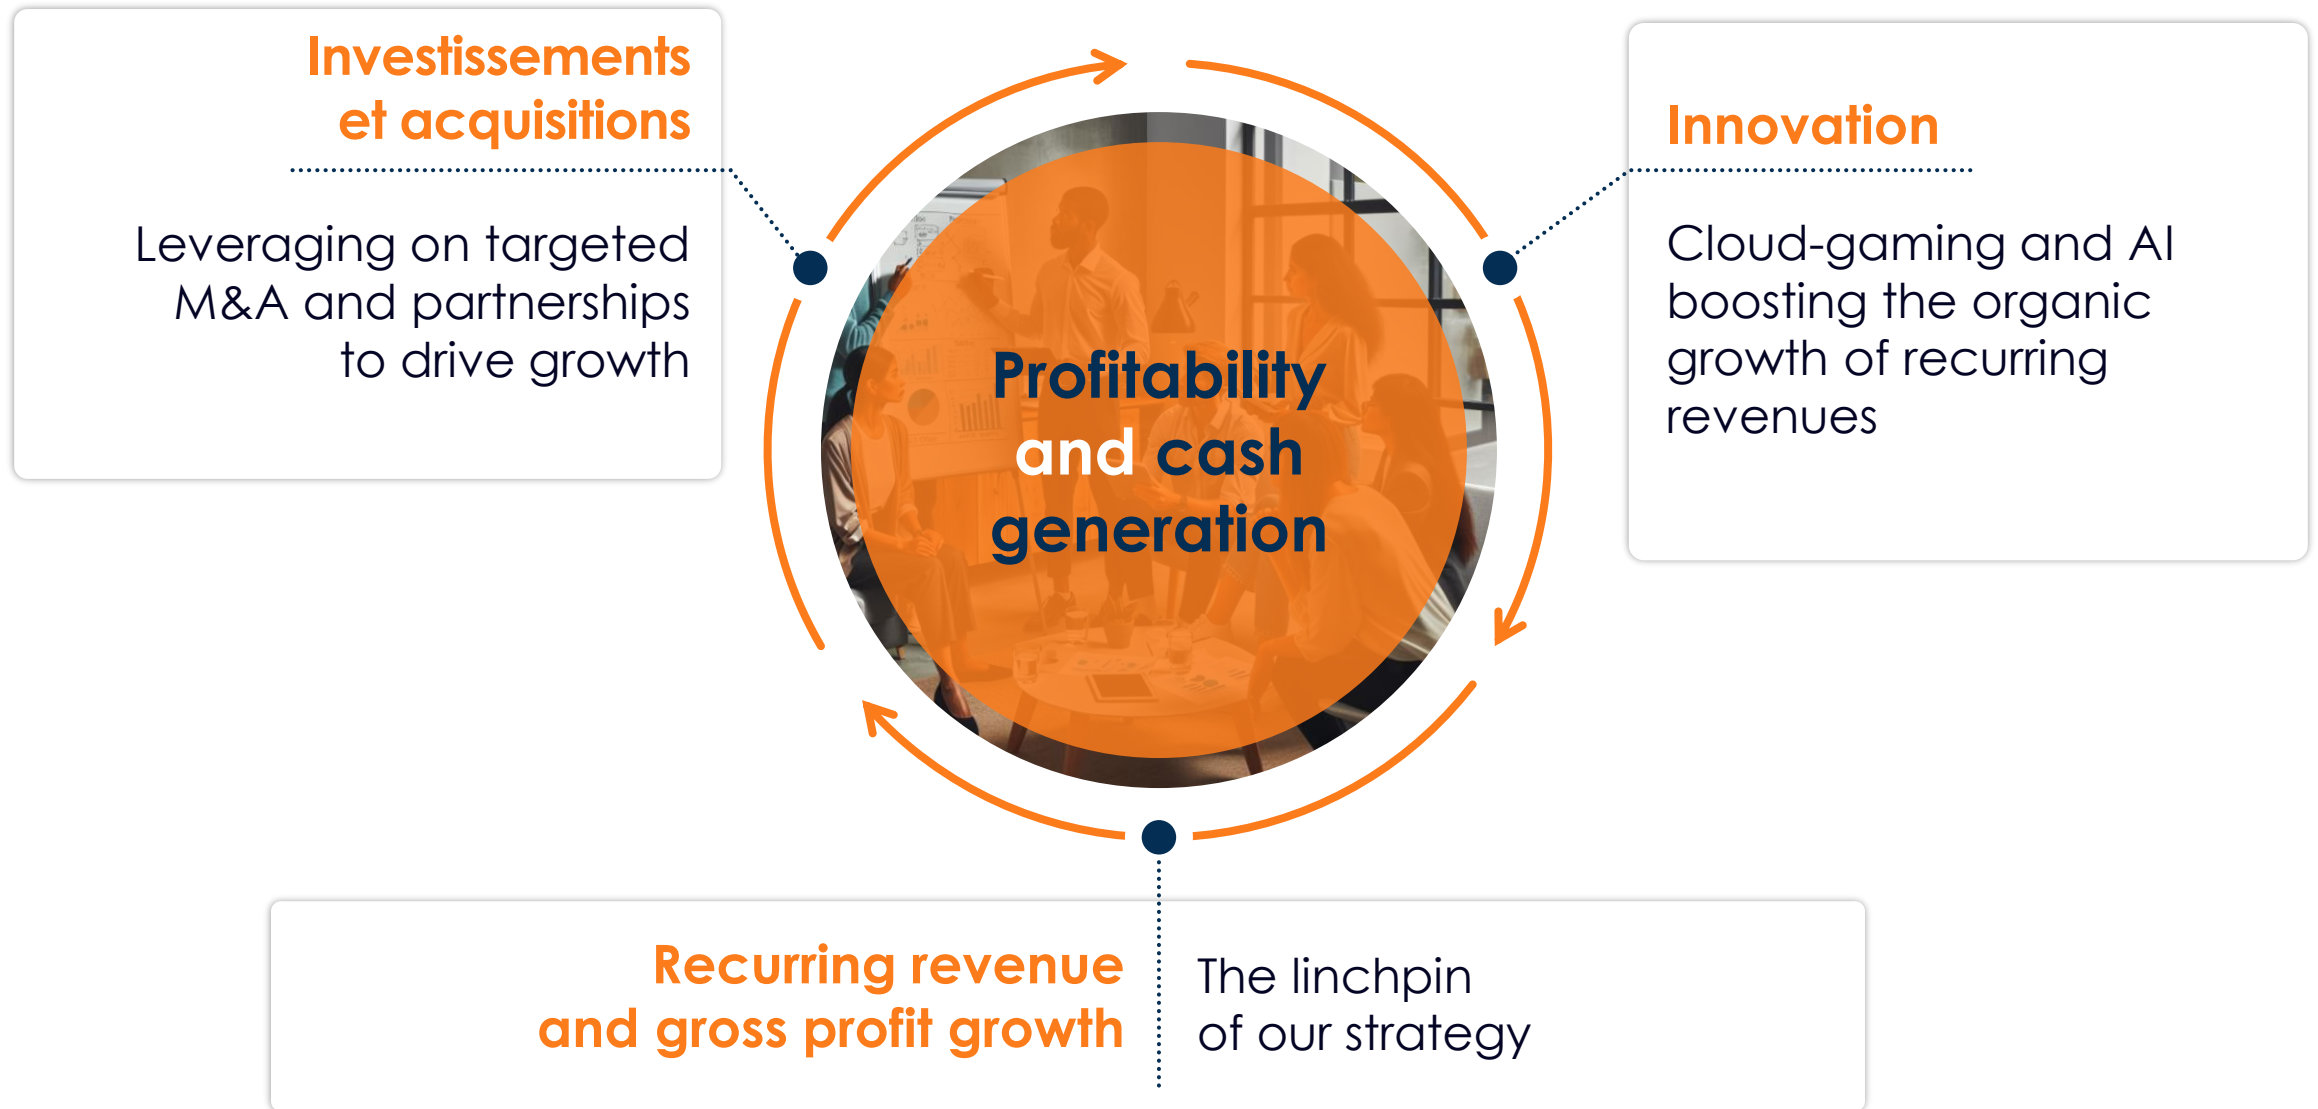 Investissements
et acquisitions
Leveraging on targeted
M&A and partnerships
to drive growth
Profitability
and cash
generation
Innovation
Cloud-gaming and AI
boosting the organic
growth of recurring
revenues
Recurring revenue
and gross profit growth
The linchpin
of our strategy